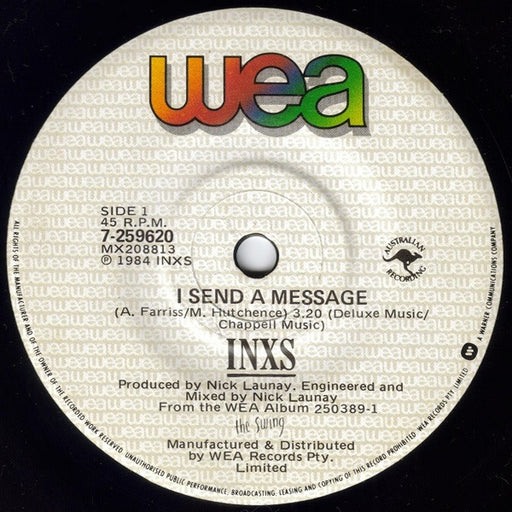 wea
SIDE 1
45 R.P.M.
7-259620
MX208813
℗ 1984 INXS
AUSTRALIAN
RECORDING
I SEND A MESSAGE
(A. Farriss/M. Hutchence) 3.20 (Deluxe Music/
Chappell Music)
INXS
Produced by Nick Launay. Engineered and
Mixed by Nick Launay
From the WEA Album 250389-1
the Swing
Manufactured & Distributed
by WEA Records Pty.
Limited
ALL RIGHTS OF THE MANUFACTURER AND OF THE OWNER OF THE RECORDED WORK RESERVED. UNAUTHORISED PUBLIC PERFORMANCE, BROADCASTING, LEASING AND COPYING OF THIS RECORD PROHIBITED. WEA RECORDS PTY. LIMITED
A WARNER COMMUNICATIONS COMPANY